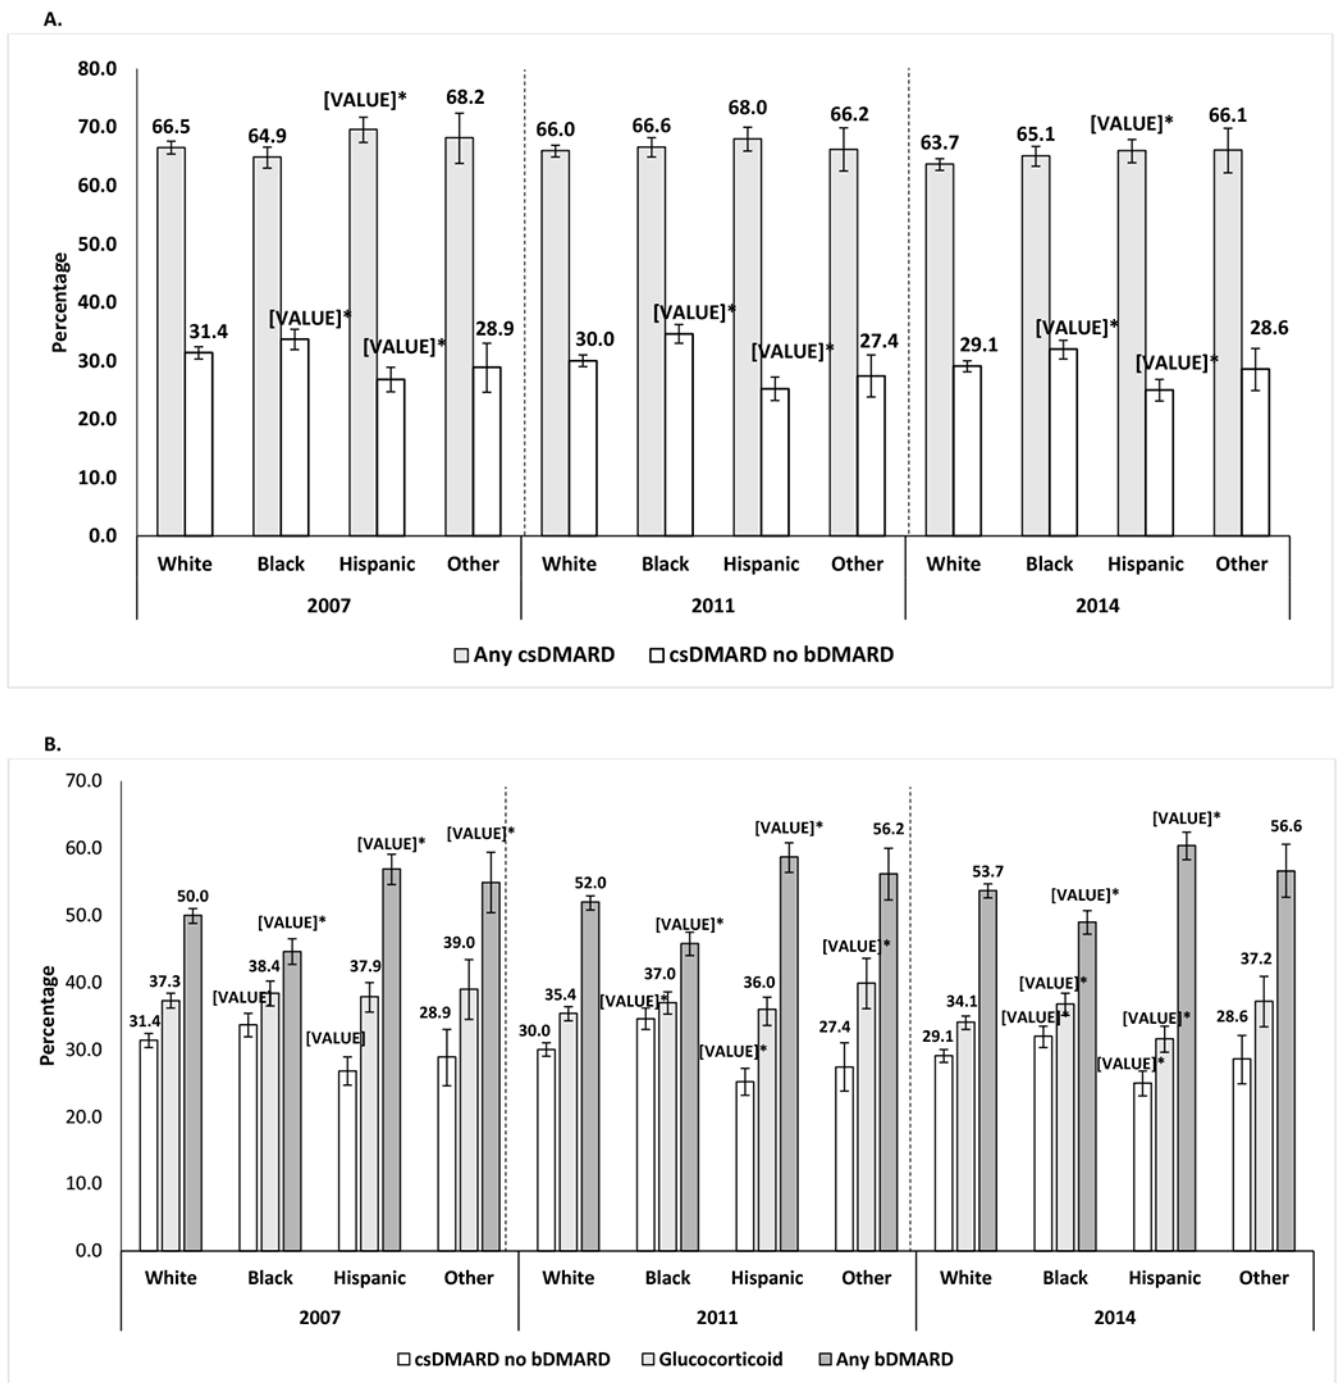 A.
80.0
70.0
60.0
50.0
40.0
30.0
20.0
10.0
0.0
Percentage
66.5
31.4
64.9
[VALUE]*
[VALUE]*
[VALUE]*
68.2
28.9
66.0
30.0
66.6
[VALUE]*
68.0
[VALUE]*
66.2
27.4
63.7
29.1
65.1
[VALUE]*
[VALUE]*
[VALUE]*
66.1
28.6
White Black Hispanic Other White Black Hispanic Other White Black Hispanic Other
2007 2011 2014
Any csDMARD csDMARD no bDMARD
B.
70.0
60.0
50.0
40.0
30.0
20.0
10.0
0.0
Percentage
31.4
37.3
50.0
[VALUE]
38.4
[VALUE]*
[VALUE]
37.9
[VALUE]*
28.9
39.0
[VALUE]*
30.0
35.4
52.0
[VALUE]*
37.0
[VALUE]*
[VALUE]*
36.0
[VALUE]*
27.4
[VALUE]*
56.2
29.1
34.1
53.7
[VALUE]*
[VALUE]*
[VALUE]*
[VALUE]*
[VALUE]*
[VALUE]*
28.6
37.2
56.6
White Black Hispanic Other White Black Hispanic Other White Black Hispanic Other
2007 2011 2014
csDMARD no bDMARD Glucocorticoid Any bDMARD